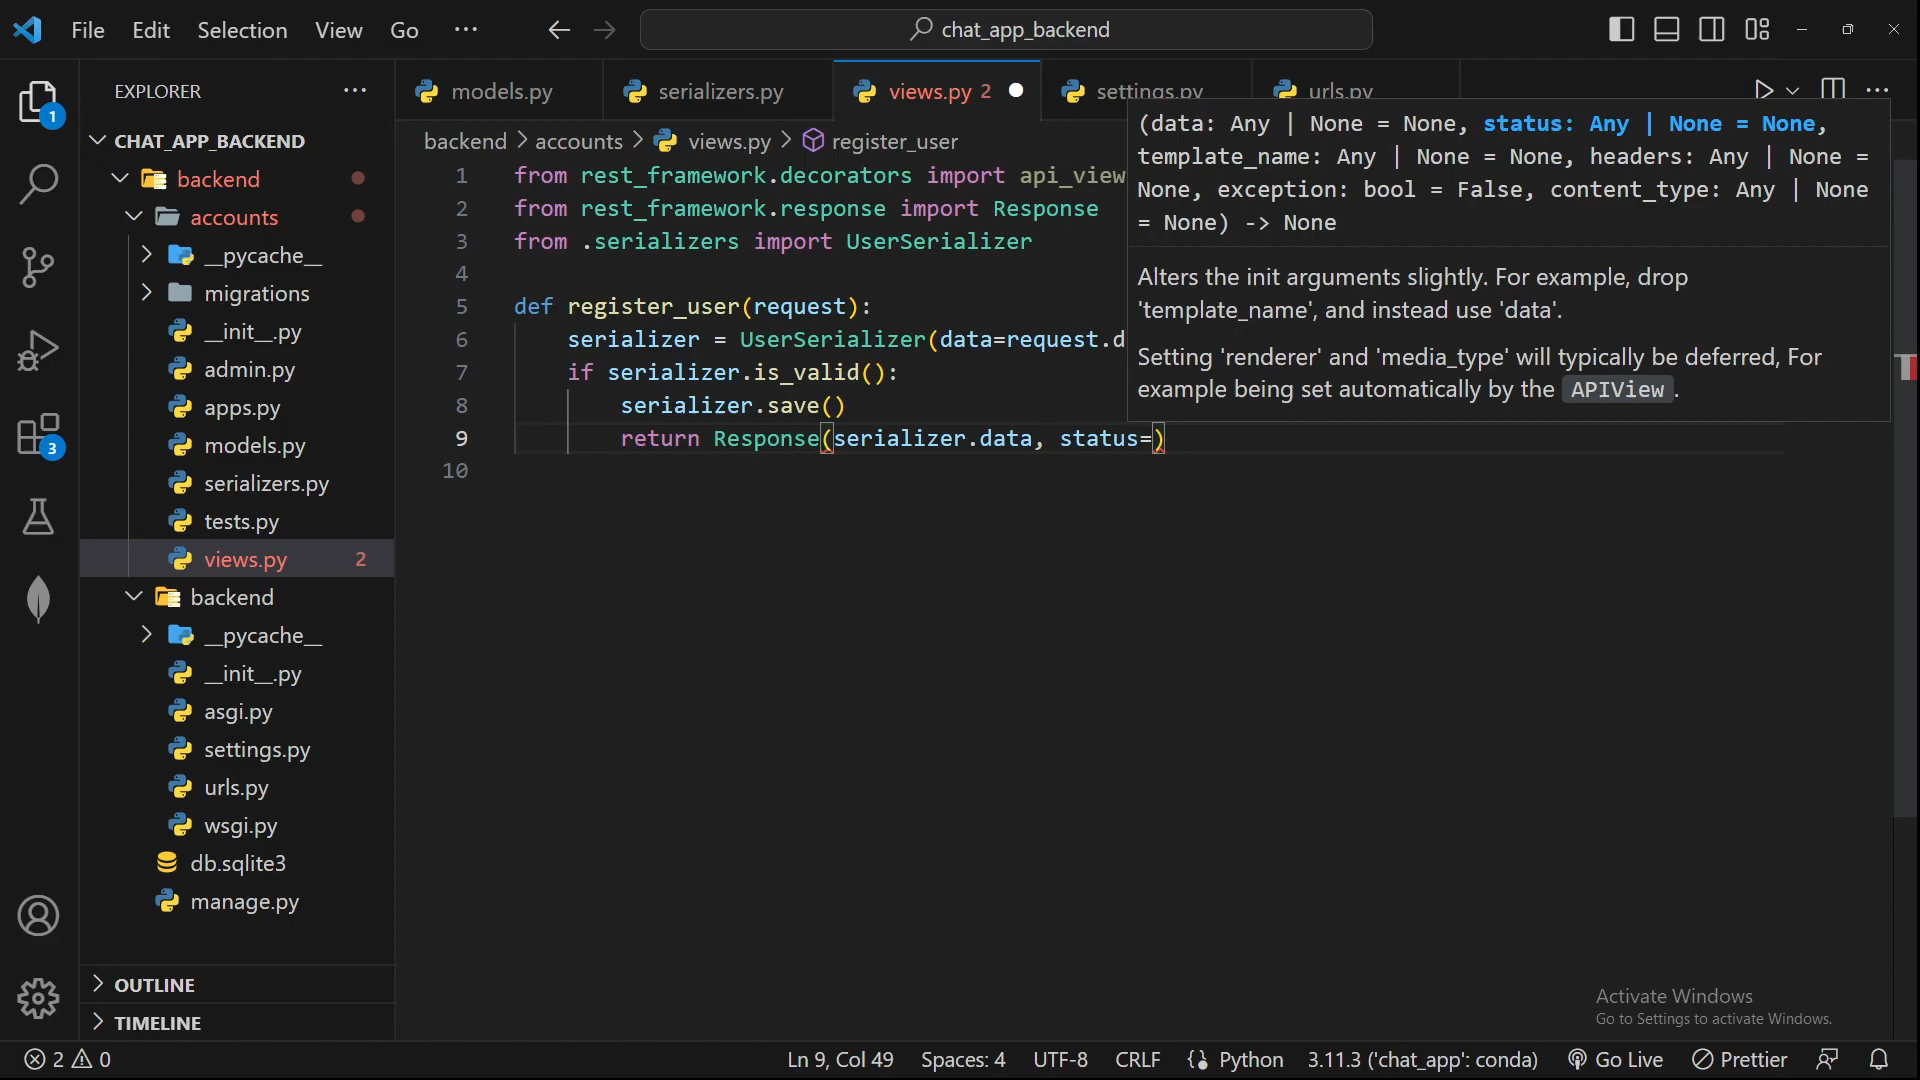 File Edit Selection View Go ··· chat_app_backend
EXPLORER ···
models.py serializers.py views.py 2 settings.py urls.py
1
CHAT_APP_BACKEND
backend
accounts
__pycache__
migrations
__init__.py
admin.py
apps.py
models.py
serializers.py
tests.py
views.py 2
backend
__pycache__
__init__.py
asgi.py
settings.py
urls.py
wsgi.py
db.sqlite3
manage.py
OUTLINE
TIMELINE
3
backend > accounts > views.py > register_user
1 from rest_framework.decorators import api_view
2 from rest_framework.response import Response
3 from .serializers import UserSerializer
4
5 def register_user(request):
6 serializer = UserSerializer(data=request.d
7 if serializer.is_valid():
8 serializer.save()
9 return Response(serializer.data, status=)
10
(data: Any | None = None, status: Any | None = None,
template_name: Any | None = None, headers: Any | None =
None, exception: bool = False, content_type: Any | None
= None) -> None
Alters the init arguments slightly. For example, drop
'template_name', and instead use 'data'.
Setting 'renderer' and 'media_type' will typically be deferred, For
example being set automatically by the APIView.
Activate Windows
Go to Settings to activate Windows.
2 0 Ln 9, Col 49 Spaces: 4 UTF-8 CRLF {} Python 3.11.3 ('chat_app': conda) Go Live Prettier